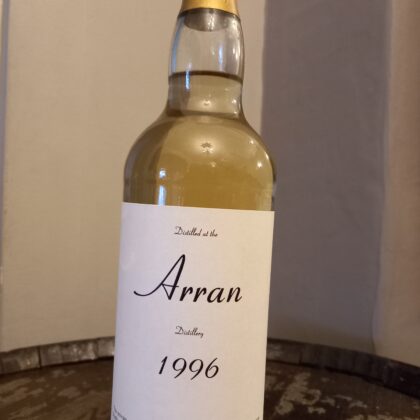 Distilled at the
Arran
Distillery
1996